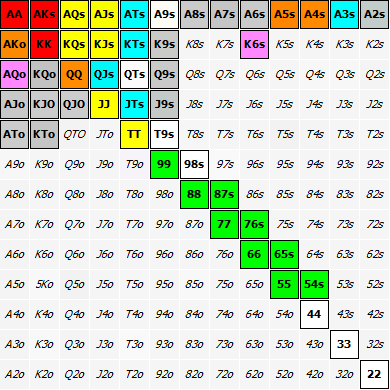 AA AKs AQs AJs ATs A9s A8s A7s A6s A5s A4s A3s A2s
AKo KK KQs KJs KTs K9s K8s K7s K6s K5s K4s K3s K2s
AQo KQo QQ QJs QTs Q9s Q8s Q7s Q6s Q5s Q4s Q3s Q2s
AJo KJO QJO JJ JTs J9s J8s J7s J6s J5s J4s J3s J2s
ATo KTo QTO JTo TT T9s T8s T7s T6s T5s T4s T3s T2s
A9o K9o Q9o J9o T9o 99 98s 97s 96s 95s 94s 93s 92s
A8o K8o Q8o J8o T8o 98o 88 87s 86s 85s 84s 83s 82s
A7o K7o Q7o J7o T7o 97o 87o 77 76s 75s 74s 73s 72s
A6o K6o Q6o J6o T6o 96o 86o 76o 66 65s 64s 63s 62s
A5o 5Ko Q5o J5o T5o 95o 85o 75o 65o 55 54s 53s 52s
A4o K4o Q4o J4o T4o 94o 84o 74o 64o 54o 44 43s 42s
A3o K3o Q3o J3o T3o 93o 83o 73o 63o 53o 43o 33 32s
A2o K2o Q2o J2o T2o 92o 82o 72o 62o 52o 42o 32o 22